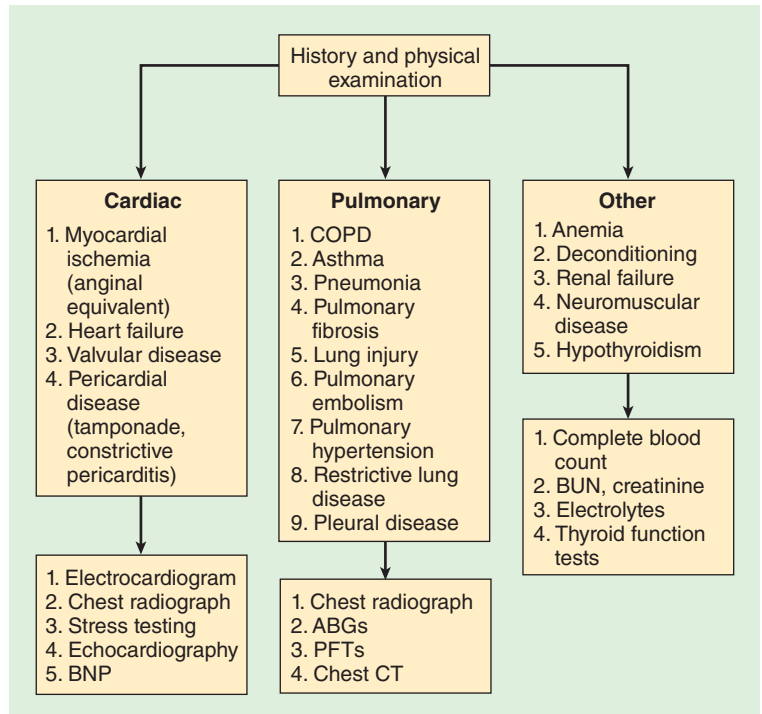 History and physical
examination
Cardiac
1. Myocardial
ischemia
(anginal
equivalent)
2. Heart failure
3. Valvular disease
4. Pericardial
disease
(tamponade,
constrictive
pericarditis)
1. Electrocardiogram
2. Chest radiograph
3. Stress testing
4. Echocardiography
5. BNP
Pulmonary
1. COPD
2. Asthma
3. Pneumonia
4. Pulmonary
fibrosis
5. Lung injury
6. Pulmonary
embolism
7. Pulmonary
hypertension
8. Restrictive lung
disease
9. Pleural disease
1. Chest radiograph
2. ABGs
3. PFTs
4. Chest CT
Other
1. Anemia
2. Deconditioning
3. Renal failure
4. Neuromuscular
disease
5. Hypothyroidism
1. Complete blood
count
2. BUN, creatinine
3. Electrolytes
4. Thyroid function
tests